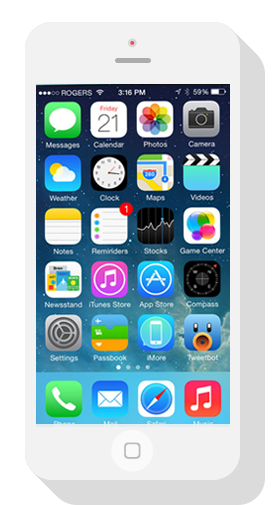 ROGERS 3:16 PM 59%
Friday
21
Messages Calendar Photos Camera
280
Weather Clock Maps Videos
1
Notes Reminders Stocks Game Center
Newsstand iTunes Store App Store Compass
Settings Passbook iMore Tweetbot
Phone Mail Safari Music